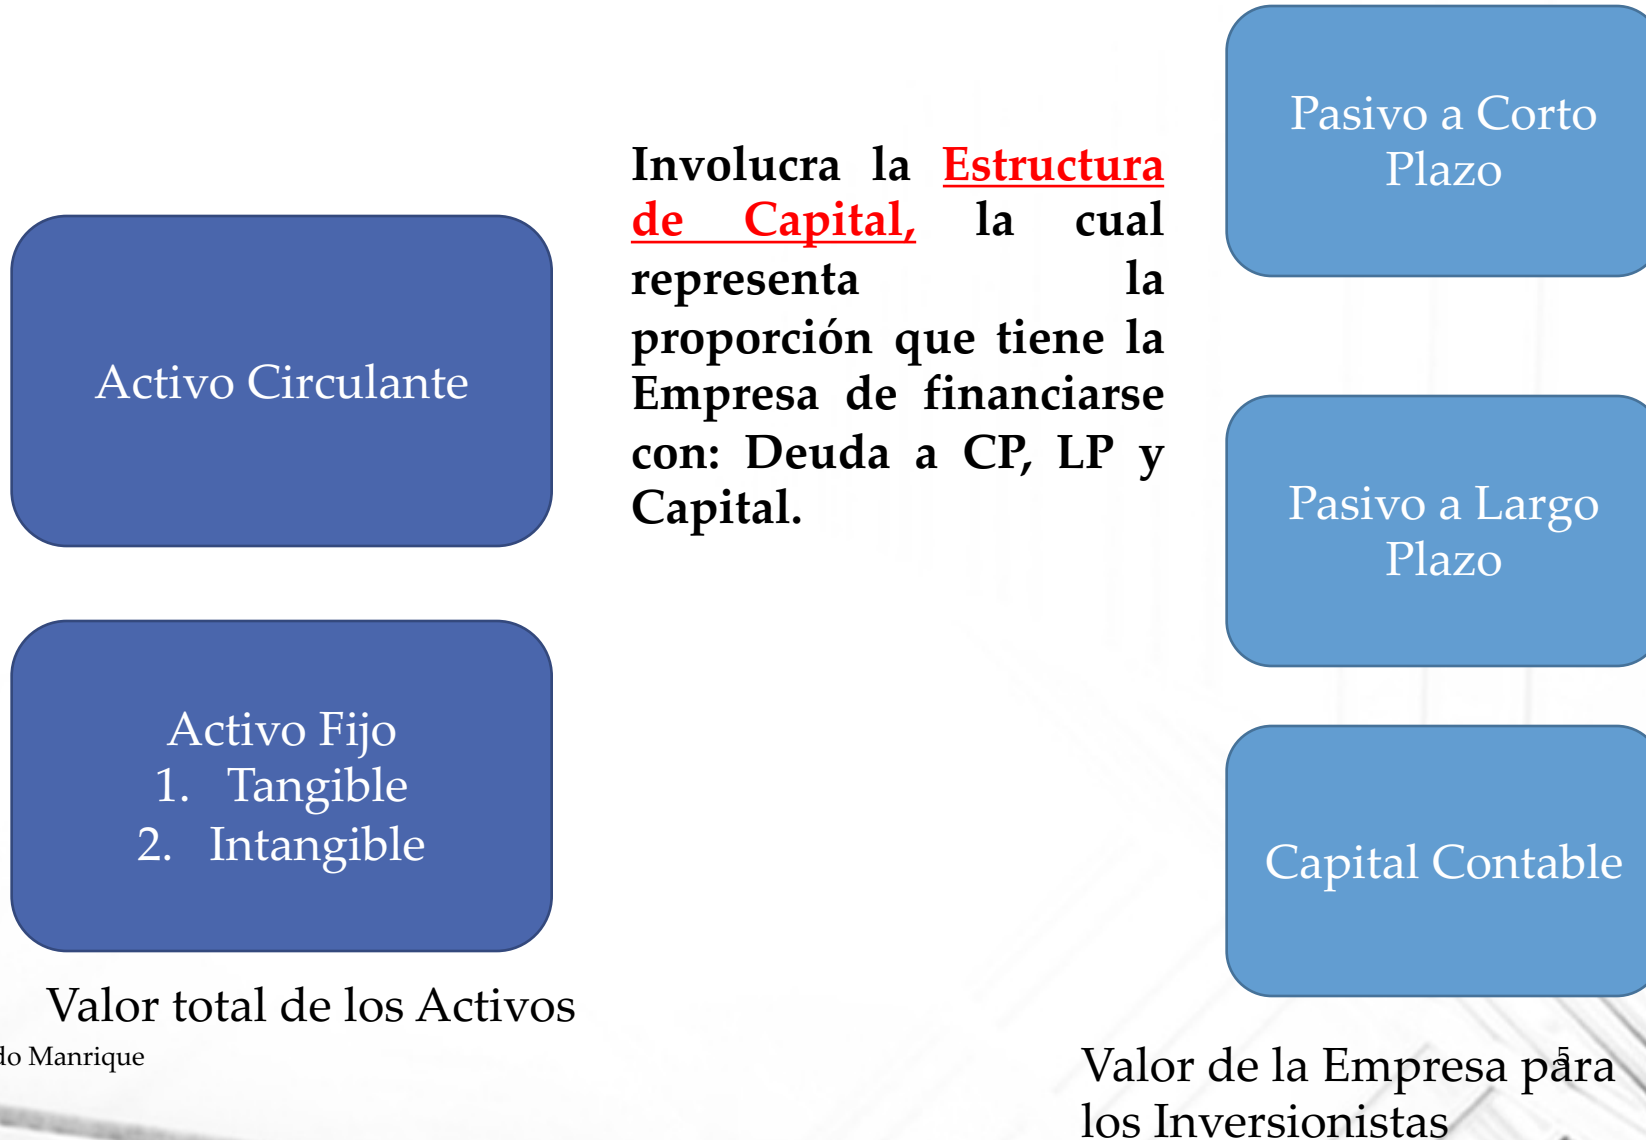 Activo Circulante
Activo Fijo
1. Tangible
2. Intangible
Valor total de los Activos
Involucra la Estructura
de Capital, la cual
representa la
proporción que tiene la
Empresa de financiarse
con: Deuda a CP, LP y
Capital.
Pasivo a Corto
Plazo
Pasivo a Largo
Plazo
Capital Contable
Valor de la Empresa para
los Inversionistas
do Manrique
5